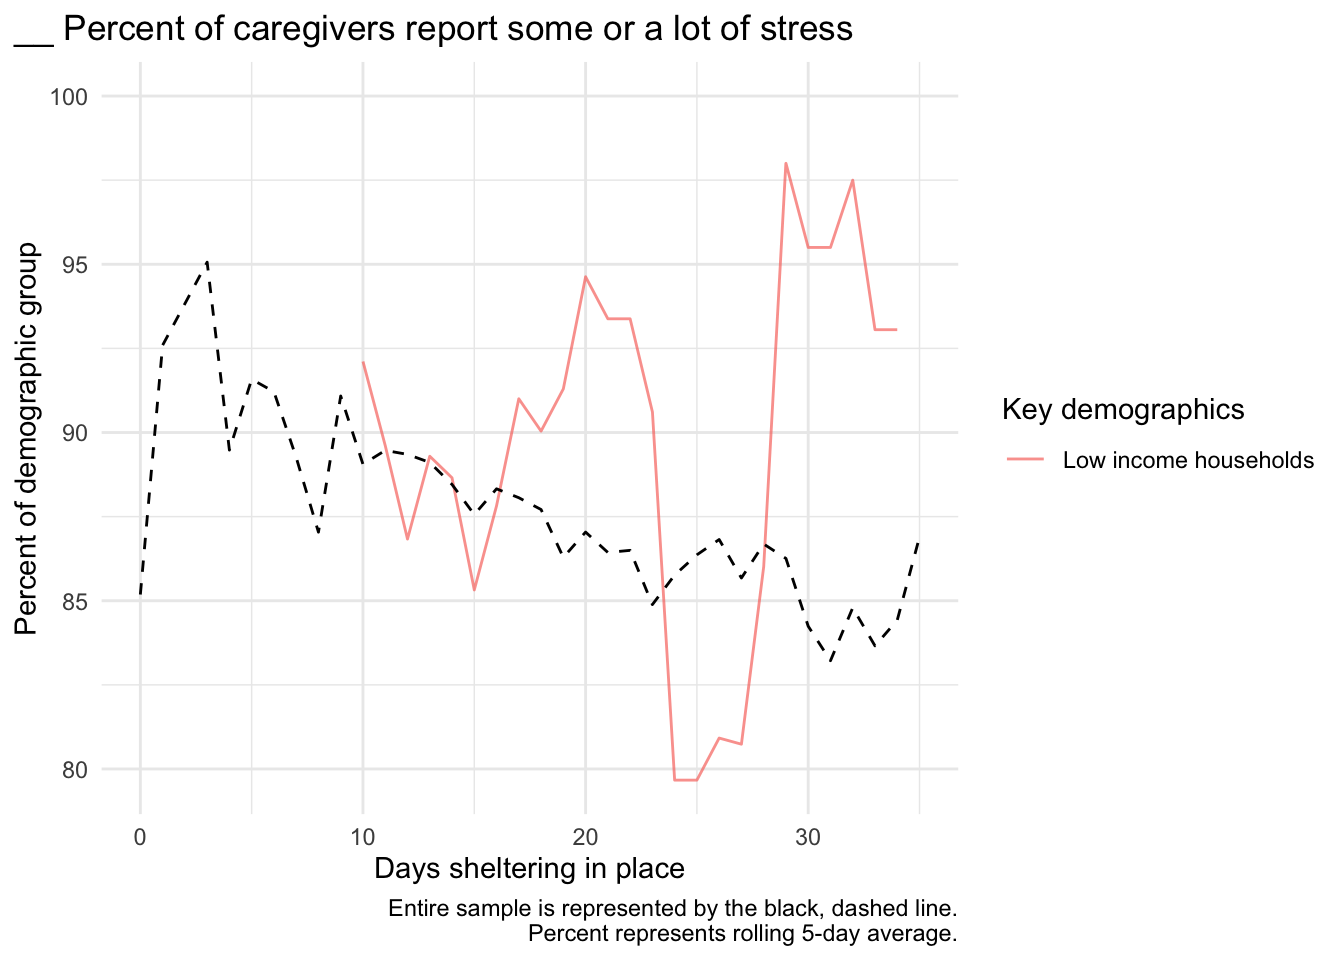 __ Percent of caregivers report some or a lot of stress
100
95
90
85
80
Percent of demographic group
0 10 20 30
Days sheltering in place
Key demographics
Low income households
Entire sample is represented by the black, dashed line.
Percent represents rolling 5-day average.